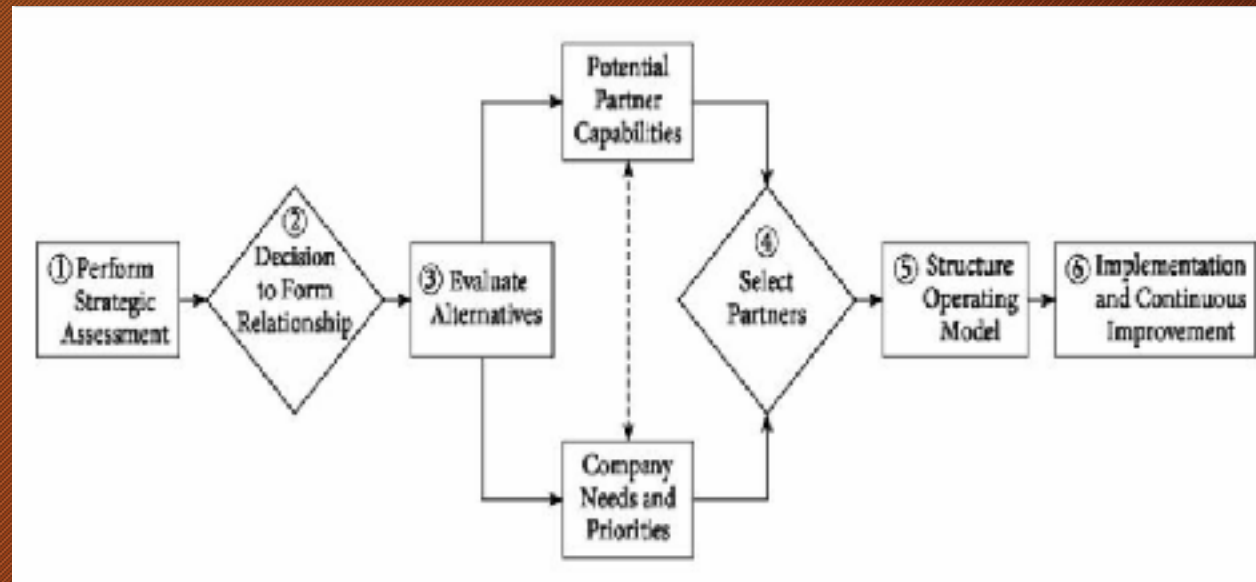 ① Perform
Strategic
Assessment
②
Decision
to Form
Relationship
③ Evaluate
Alternatives
Potential
Partner
Capabilities
Company
Needs and
Priorities
④
Select
Partners
⑤ Structure
Operating
Model
⑥ Implementation
and Continuous
Improvement